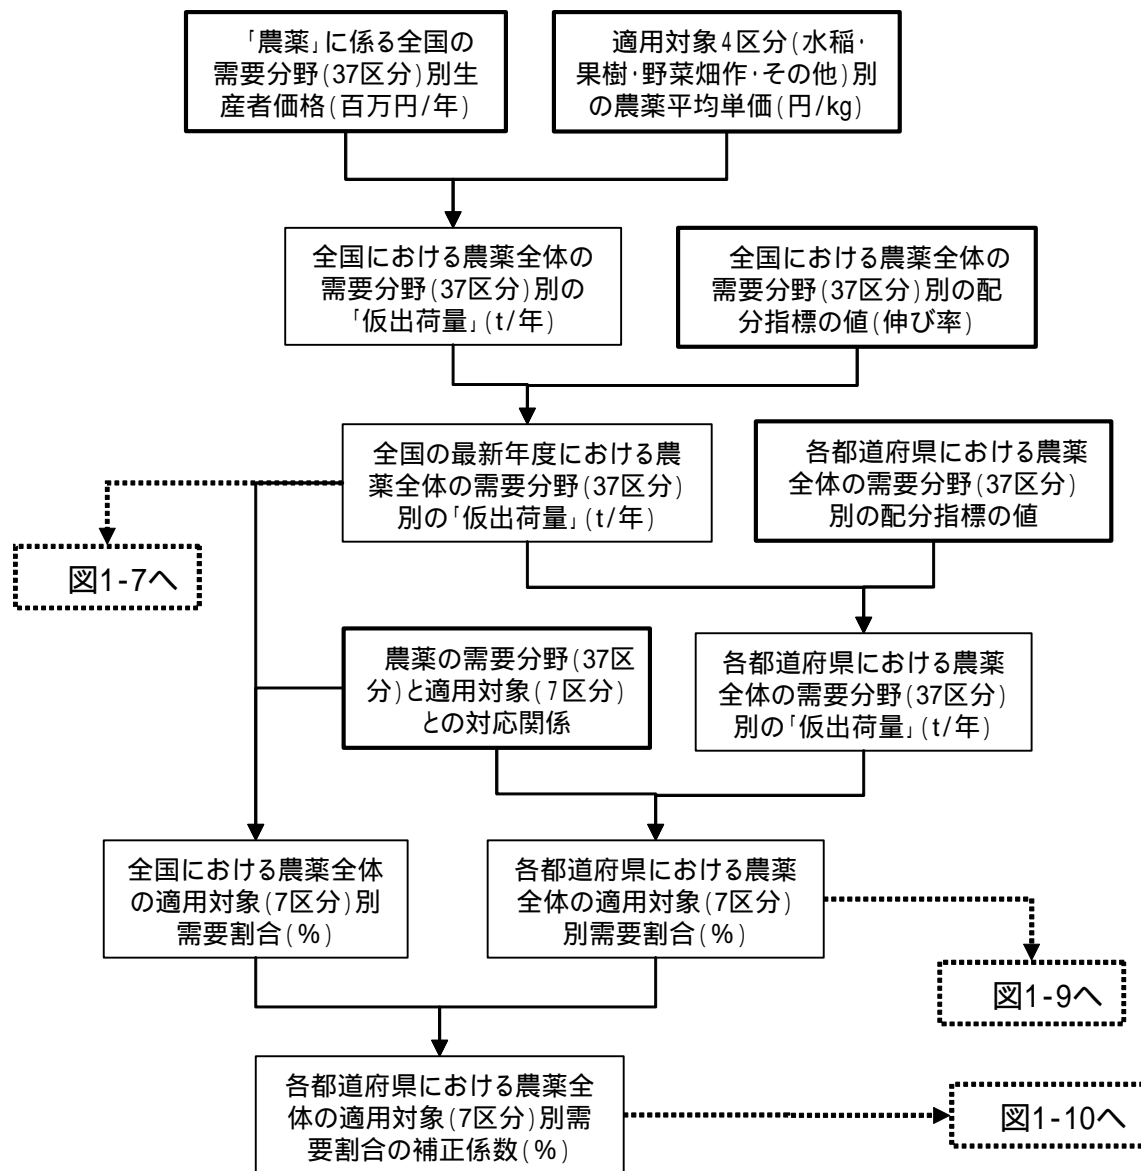 「農薬」に係る全国の
需要分野(37区分)別生
産者価格(百万円/年)
適用対象4区分(水稲・
果樹・野菜畑作・その他)別
の農薬平均単価(円/kg)
全国における農薬全体の
需要分野(37区分)別の
「仮出荷量」(t/年)
全国における農薬全体の
需要分野(37区分)別の配
分指標の値(伸び率)
全国の最新年度における農
薬全体の需要分野(37区分)
別の「仮出荷量」(t/年)
各都道府県における農薬
全体の需要分野(37区分)
別の配分指標の値
図1-7へ
農薬の需要分野(37区
分)と適用対象(7区分)
との対応関係
各都道府県における農薬
全体の需要分野(37区分)
別の「仮出荷量」(t/年)
全国における農薬全体
の適用対象(7区分)別
需要割合(%)
各都道府県における農薬
全体の適用対象(7区分)
別需要割合(%)
図1-9へ
各都道府県における農薬全
体の適用対象(7区分)別需
要割合の補正係数(%)
図1-10へ